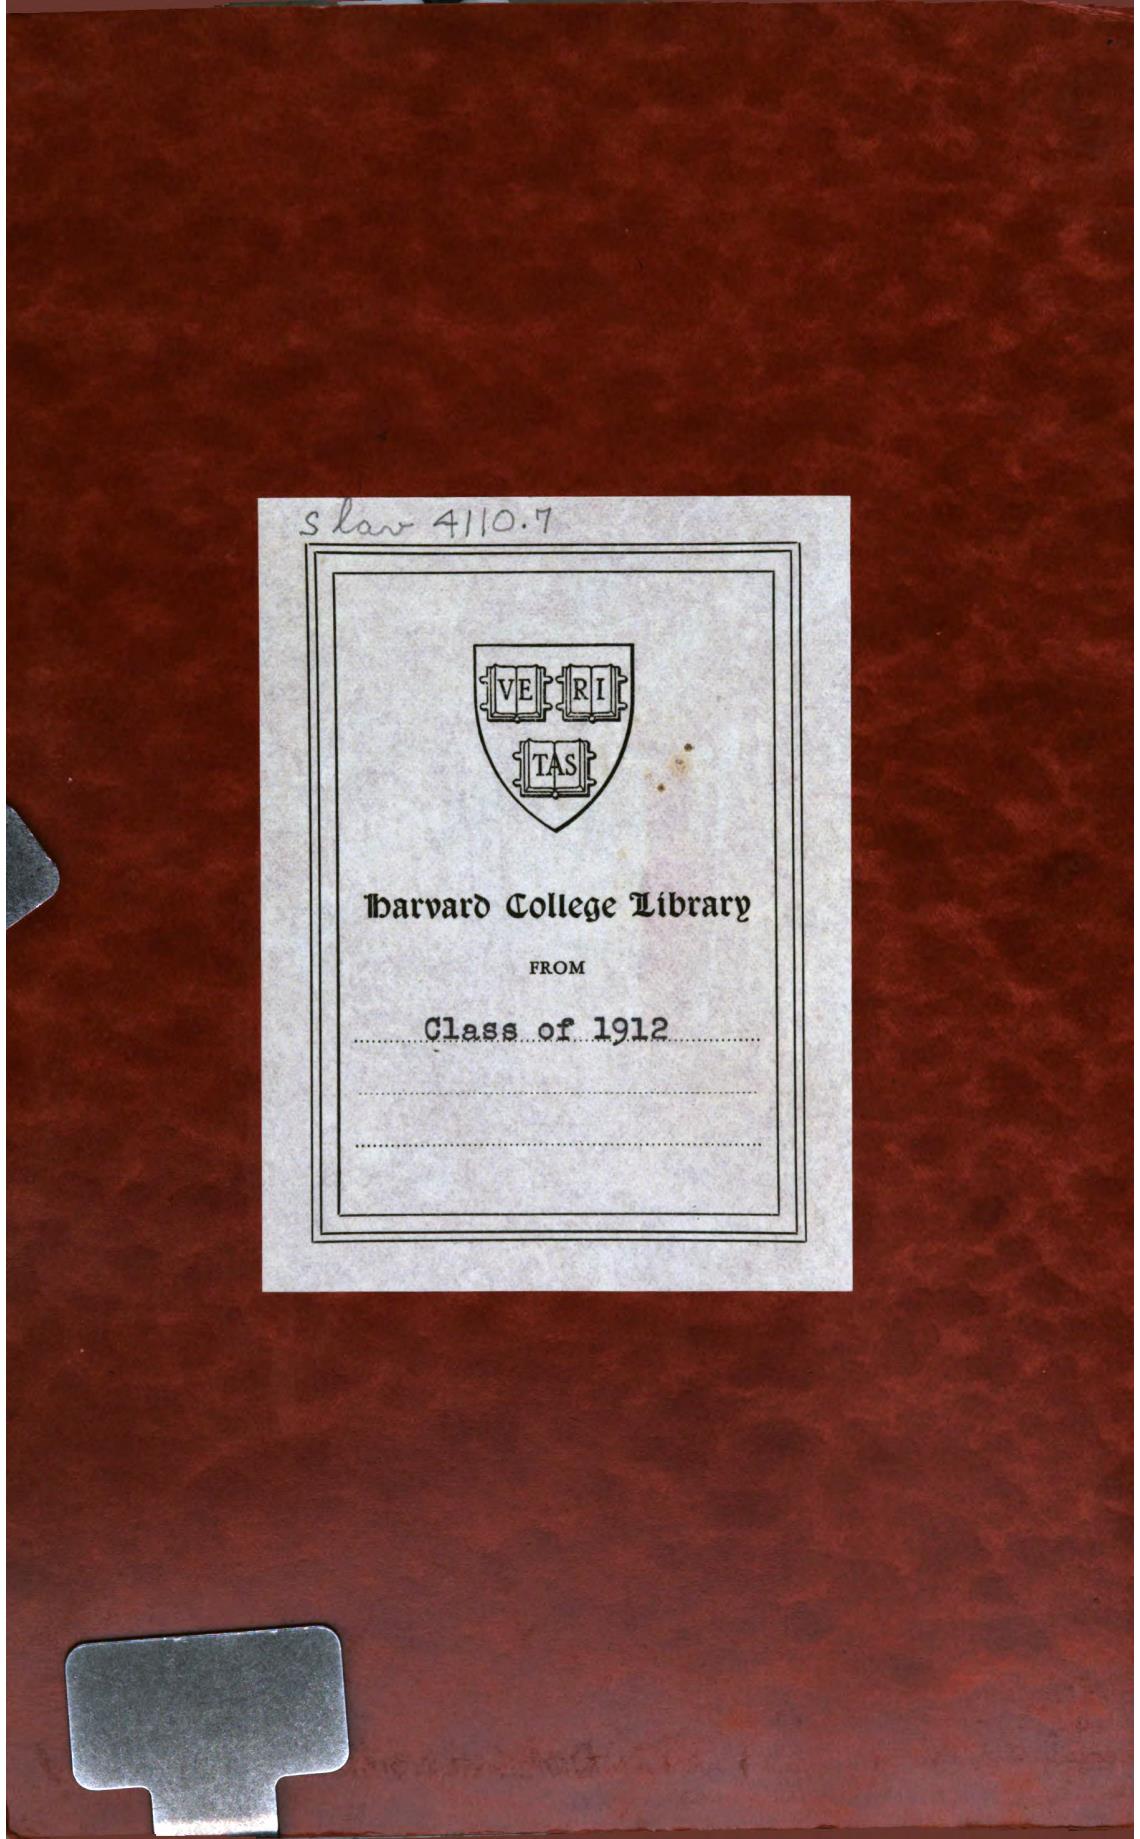 Slav 4110.7
VE RI
TAS
Harvard College Library
FROM
Class of 1912